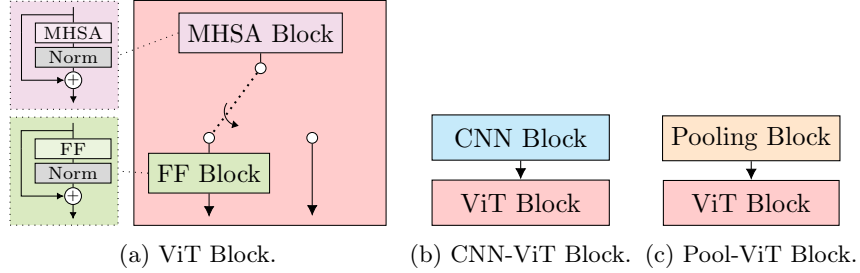 MHSA
Norm
+
MHSA Block
FF
Norm
+
FF Block
CNN Block
ViT Block
Pooling Block
ViT Block
(a) ViT Block.
(b) CNN-ViT Block.
(c) Pool-ViT Block.